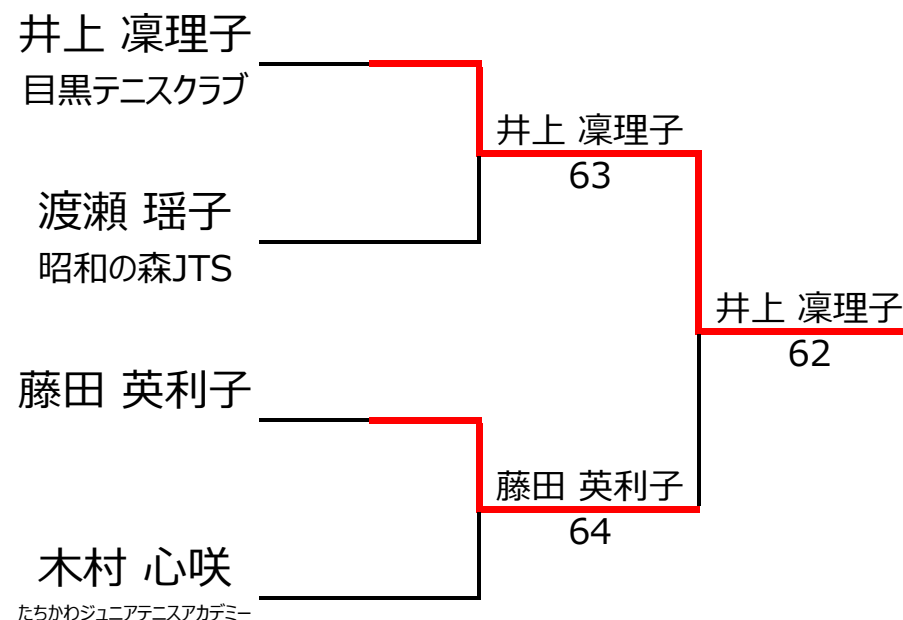 井上 凜理子
目黒テニスクラブ
井上 凜理子
63
渡瀬 瑶子
昭和の森JTS
井上 凜理子
62
藤田 英利子
藤田 英利子
64
木村 心咲
たちかわジュニアテニスアカデミー